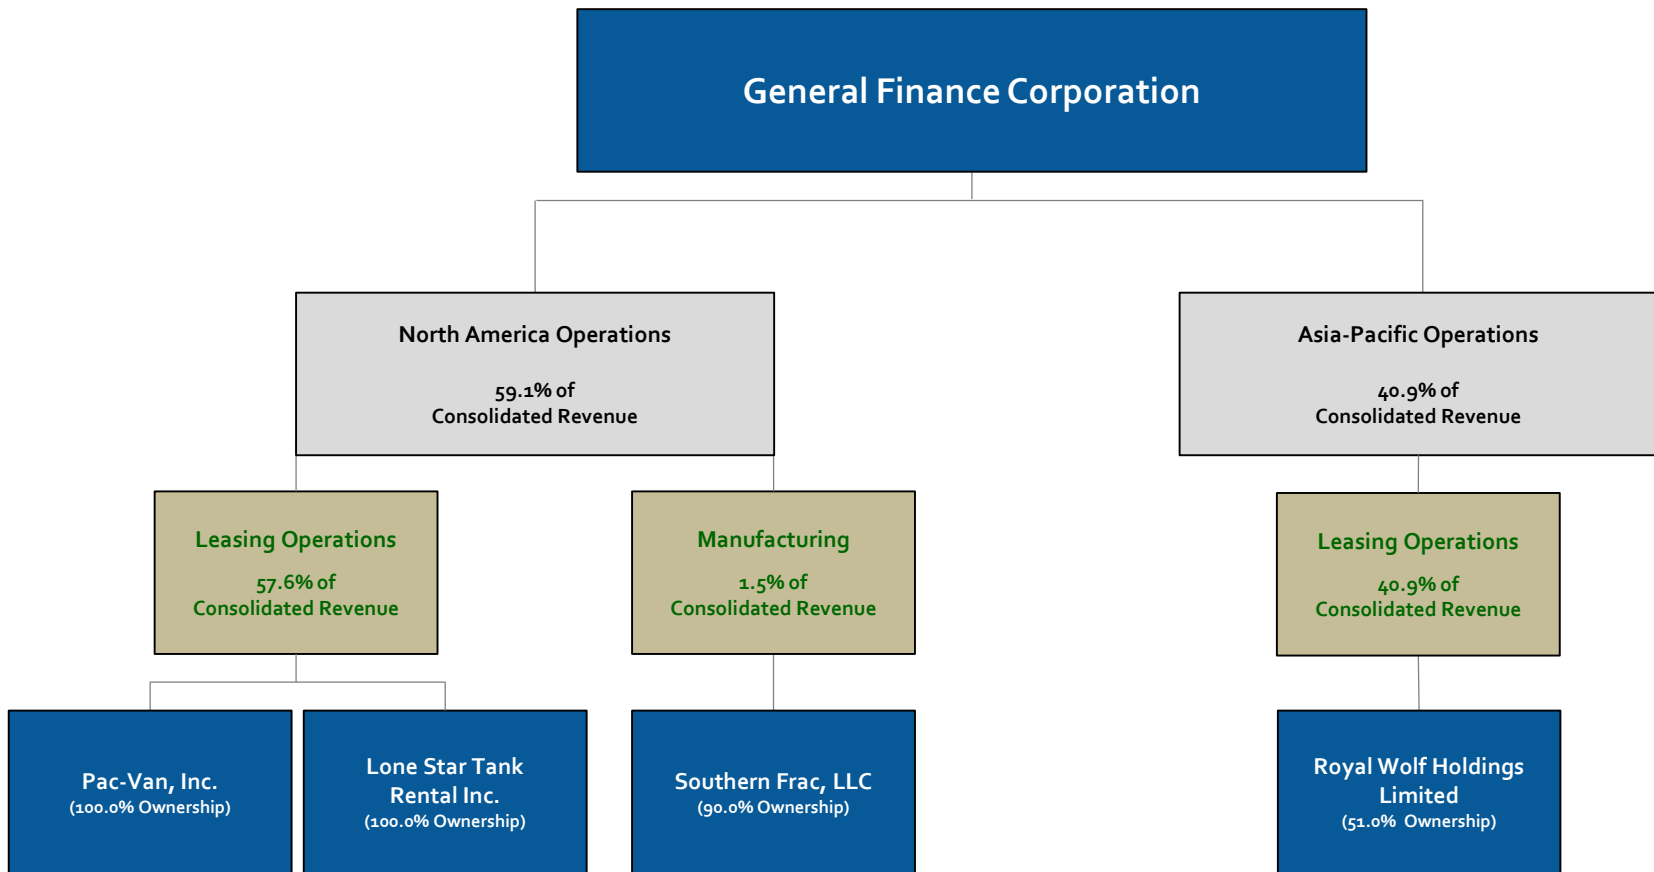 General Finance Corporation
North America Operations
59.1% of
Consolidated Revenue
Asia-Pacific Operations
40.9% of
Consolidated Revenue
Leasing Operations
57.6% of
Consolidated Revenue
Manufacturing
1.5% of
Consolidated Revenue
Leasing Operations
40.9% of
Consolidated Revenue
Pac-Van, Inc.
(100.0% Ownership)
Lone Star Tank
Rental Inc.
(100.0% Ownership)
Southern Frac, LLC
(90.0% Ownership)
Royal Wolf Holdings
Limited
(51.0% Ownership)